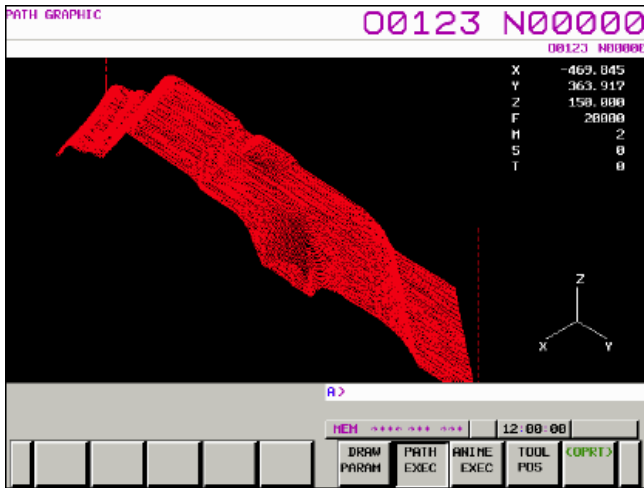 PATH GRAPHIC
O0123 N00000
O0123 N00000
X -469.845
Y 363.917
Z 150.000
F 20000
M 2
S 0
T 0
Z
X Y
A>
MEM **** *** ***
12:00:00
DRAW PARAM
PATH EXEC
ANIME EXEC
TOOL POS
(OPRT)